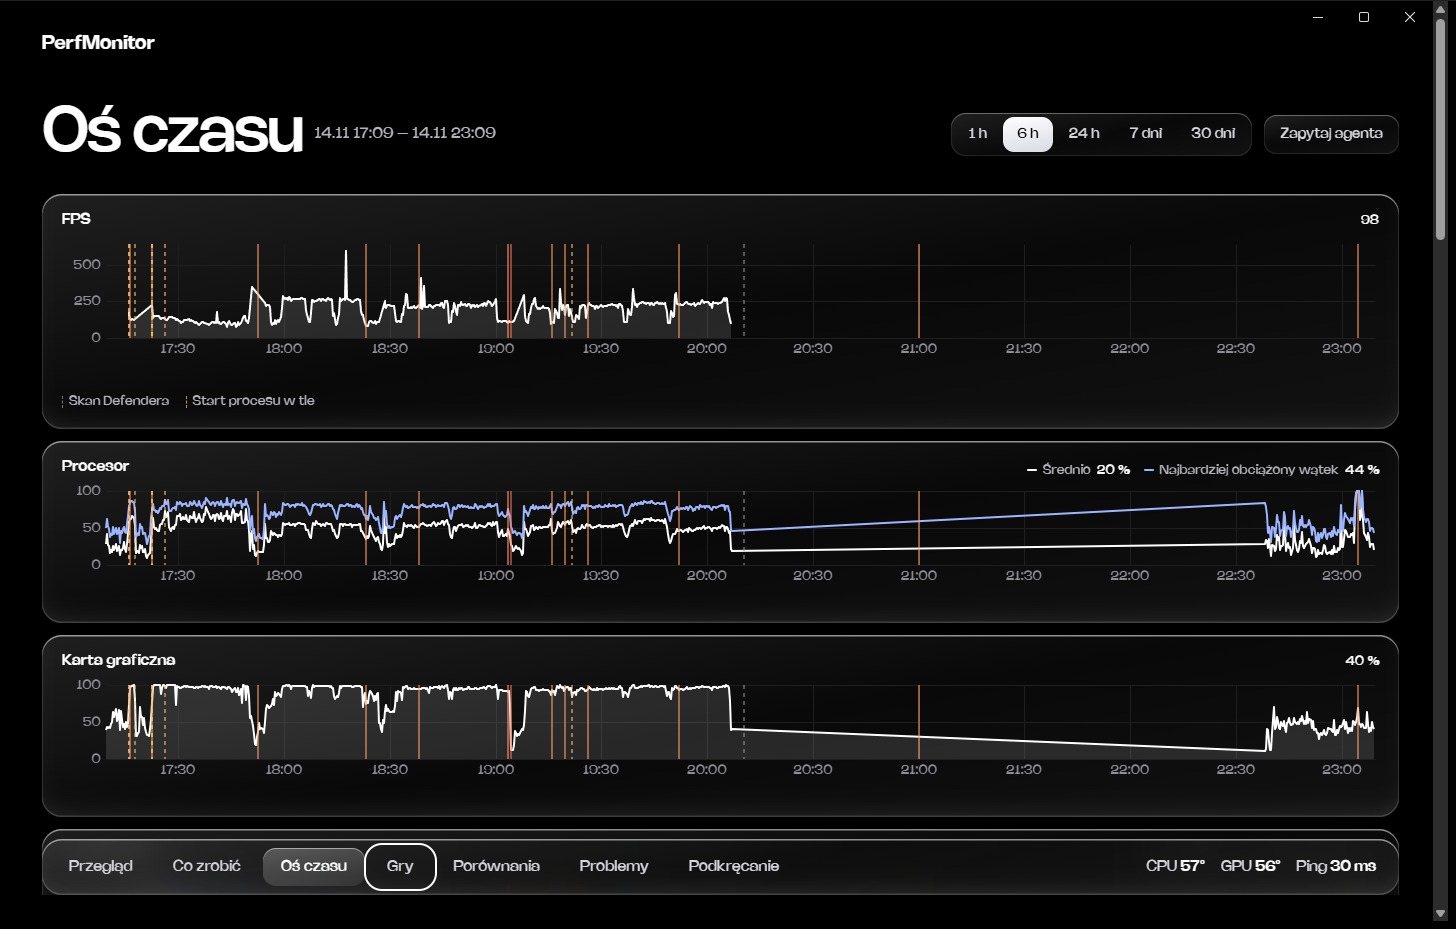 PerfMonitor
Oś czasu 14.11 17:09 – 14.11 23:09
1 h 6 h 24 h 7 dni 30 dni Zapytaj agenta
FPS 98
500
250
0
17:30 18:00 18:30 19:00 19:30 20:00 20:30 21:00 21:30 22:00 22:30 23:00
Skan Defendera Start procesu w tle
Procesor Średnio 20 % Najbardziej obciążony wątek 44 %
100
50
0
17:30 18:00 18:30 19:00 19:30 20:00 20:30 21:00 21:30 22:00 22:30 23:00
Karta graficzna 40 %
100
50
0
17:30 18:00 18:30 19:00 19:30 20:00 20:30 21:00 21:30 22:00 22:30 23:00
Przegląd Co zrobić Oś czasu Gry Porównania Problemy Podkręcanie CPU 57° GPU 56° Ping 30 ms